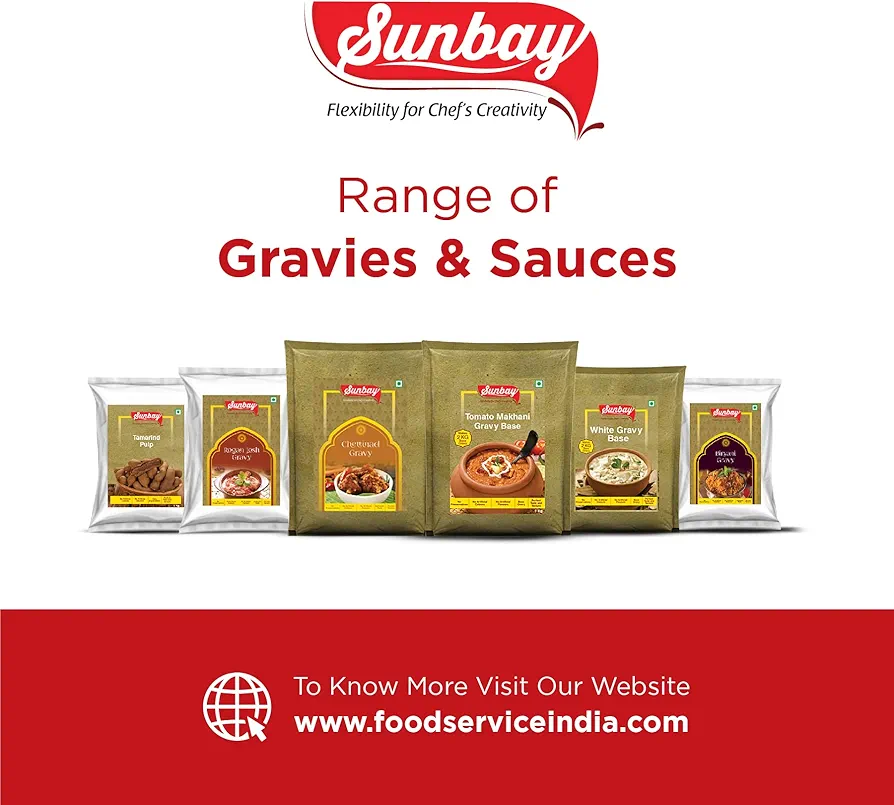 Sunbay
Flexibility for Chef's Creativity
Range of
Gravies & Sauces
Sunbay
Tamarind
Pulp
Sunbay
Rogan Josh
Gravy
Sunbay
Chettinad
Gravy
Sunbay
Tomato Makhani
Gravy Base
Sunbay
White Gravy
Base
Sunbay
Biryani
Gravy
To Know More Visit Our Website
www.foodserviceindia.com